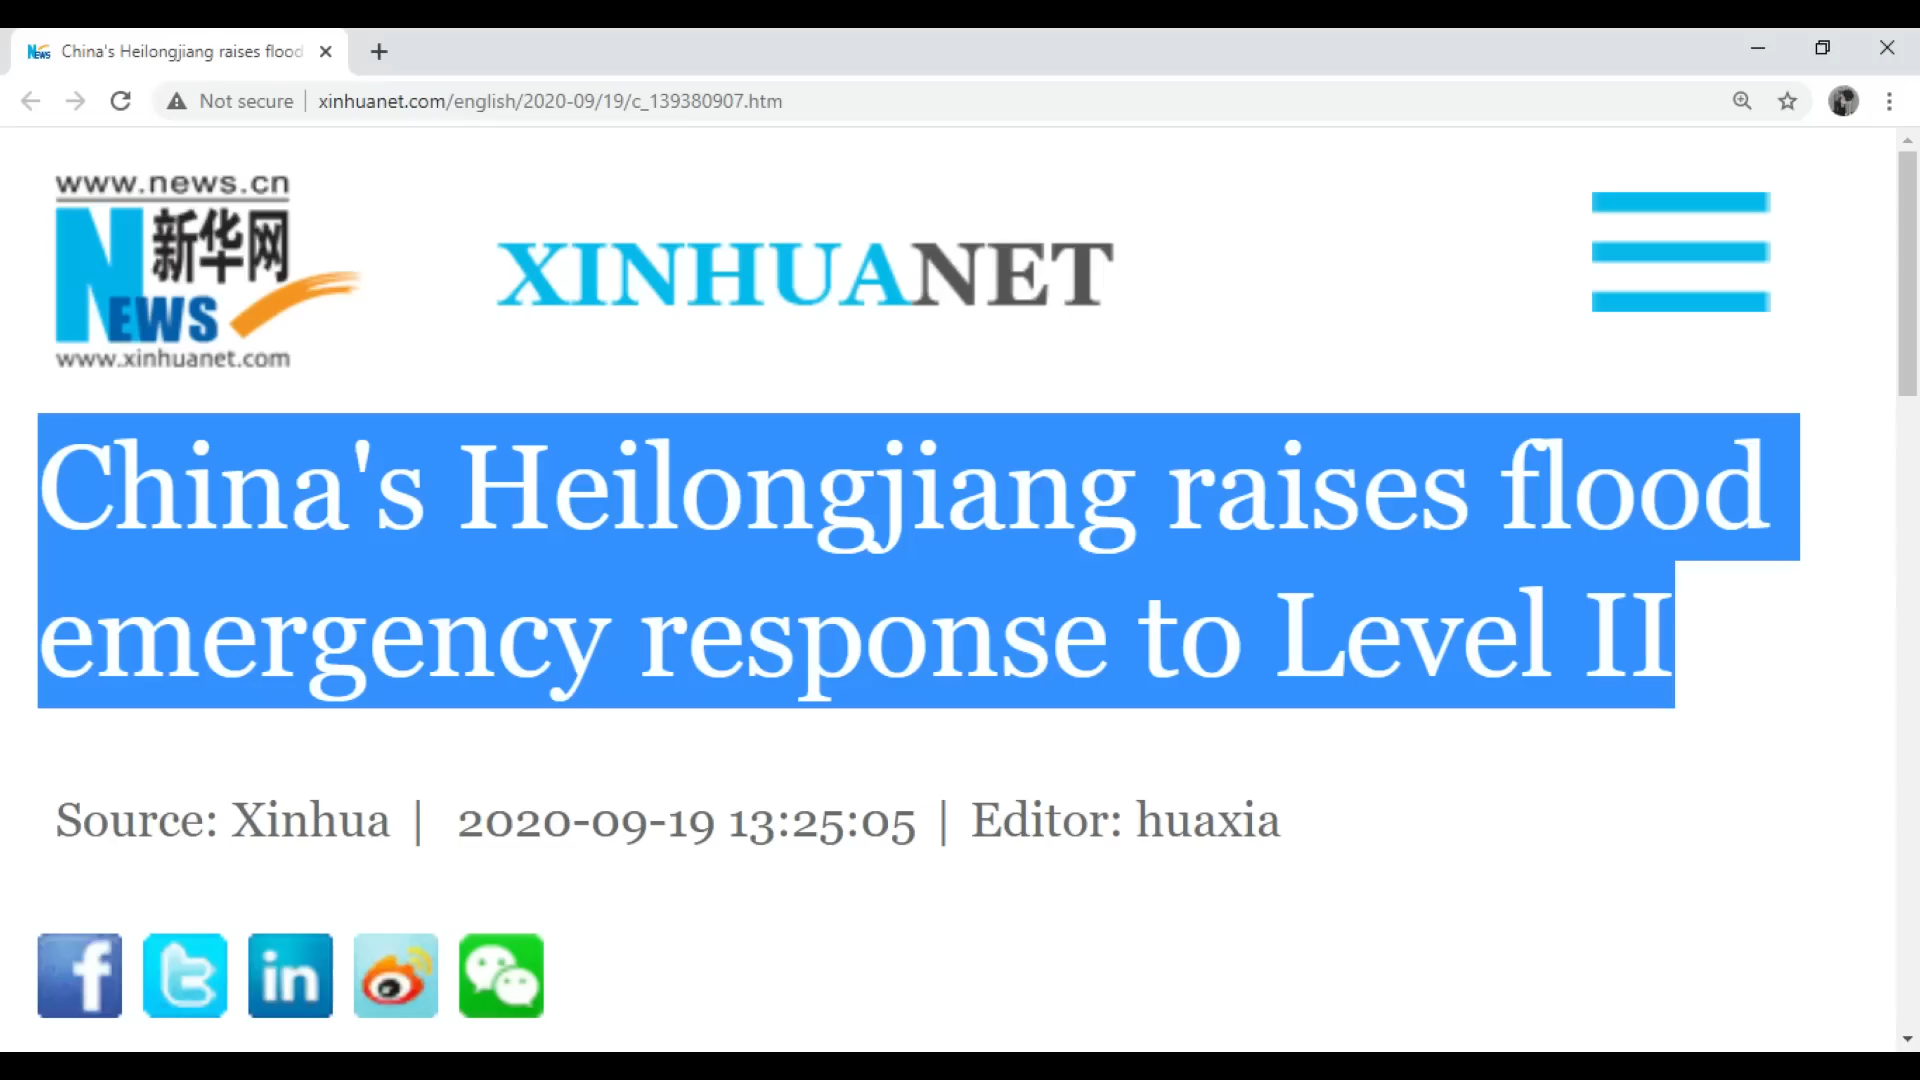 China's Heilongjiang raises flood
Not secure
xinhuanet.com/english/2020-09/19/c_139380907.htm
www.news.cn
新华网
NEWS
www.xinhuanet.com
XINHUANET
China's Heilongjiang raises flood
emergency response to Level II
Source: Xinhua | 2020-09-19 13:25:05 | Editor: huaxia